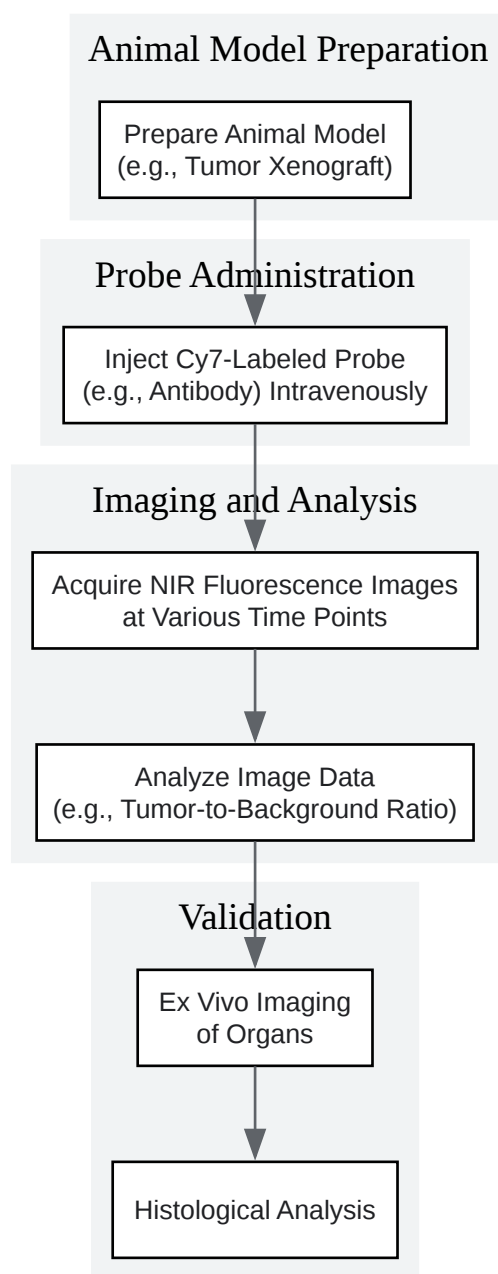 Animal Model Preparation
Prepare Animal Model
(e.g., Tumor Xenograft)
Probe Administration
Inject Cy7-Labeled Probe
(e.g., Antibody) Intravenously
Imaging and Analysis
Acquire NIR Fluorescence Images
at Various Time Points
Analyze Image Data
(e.g., Tumor-to-Background Ratio)
Validation
Ex Vivo Imaging
of Organs
Histological Analysis